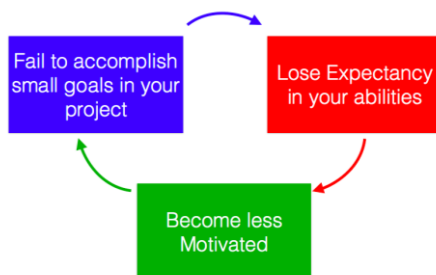 Fail to accomplish
small goals in your
project
Lose Expectancy
in your abilities
Become less
Motivated